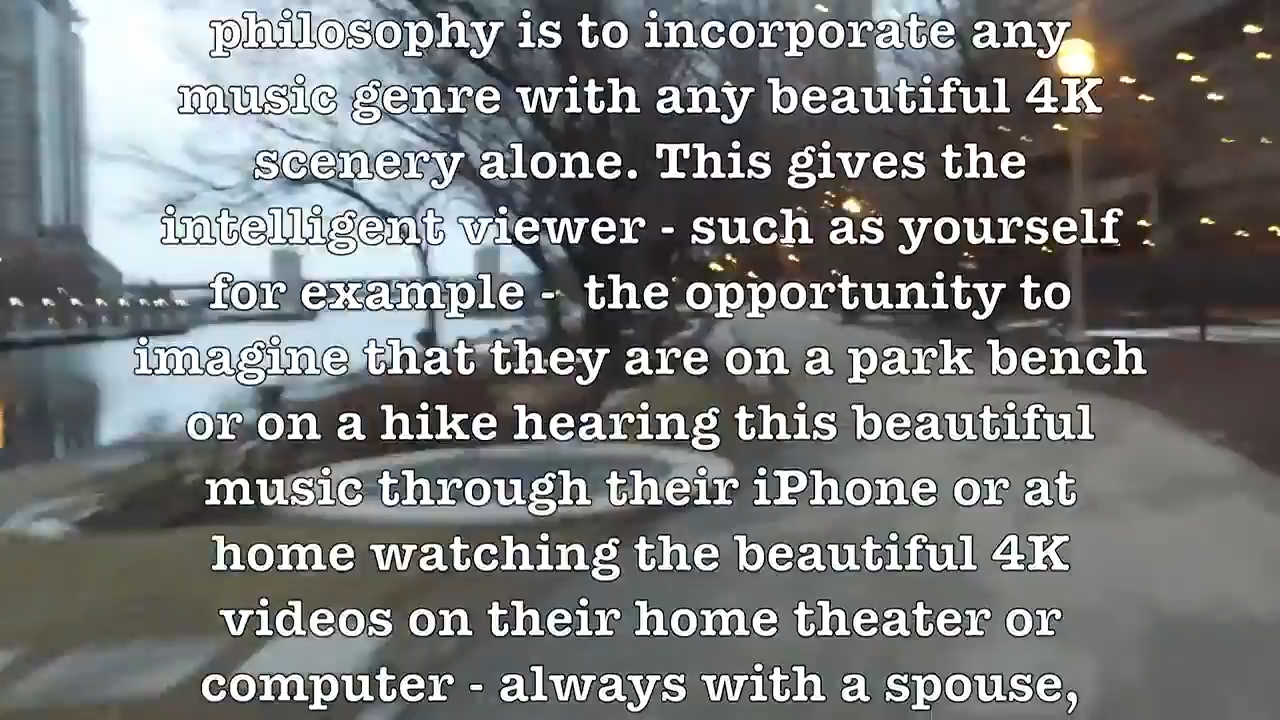 philosophy is to incorporate any
music genre with any beautiful 4K
scenery alone. This gives the
intelligent viewer - such as yourself
for example -  the opportunity to
imagine that they are on a park bench
or on a hike hearing this beautiful
music through their iPhone or at
home watching the beautiful 4K
videos on their home theater or
computer - always with a spouse,